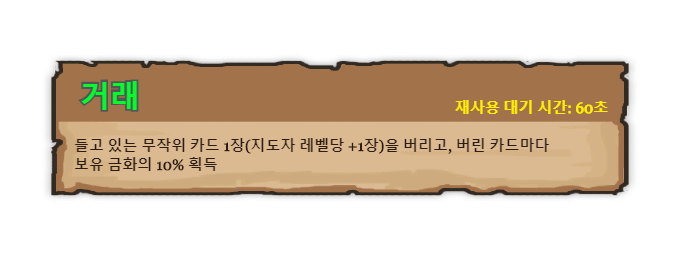 거래
재사용 대기 시간: 60초
들고 있는 무작위 카드 1장(지도자 레벨당 +1장)을 버리고, 버린 카드마다
보유 금화의 10% 획득